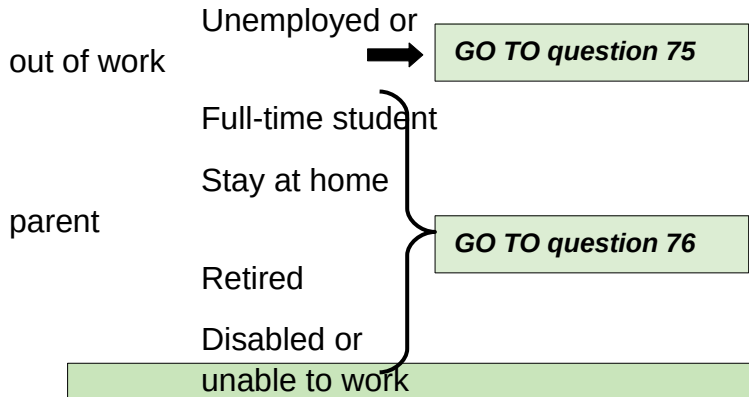 Unemployed or
out of work
GO TO question 75
Full-time student
Stay at home
parent
GO TO question 76
Retired
Disabled or
unable to work